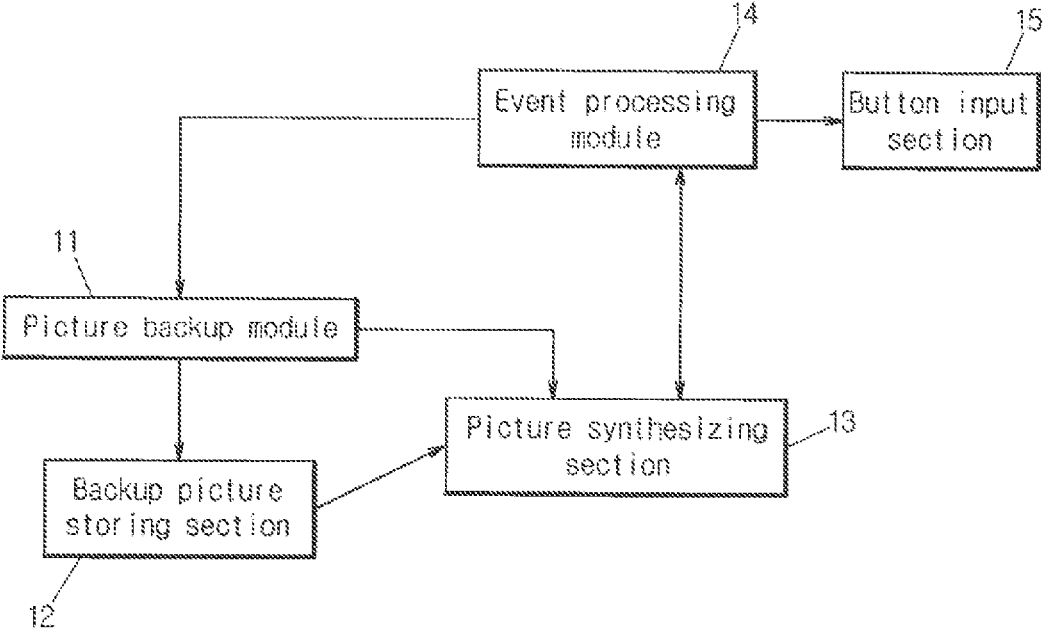 14
15
Event processing
module
Button input
section
11
Picture backup module
Picture synthesizing
section
13
Backup picture
storing section
12